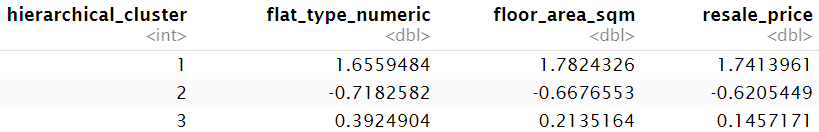 hierarchical_cluster flat_type_numeric floor_area_sqm resale_price
<int> <dbl> <dbl> <dbl>
1 1.6559484 1.7824326 1.7413961
2 -0.7182582 -0.6676553 -0.6205449
3 0.3924904 0.2135164 0.1457171